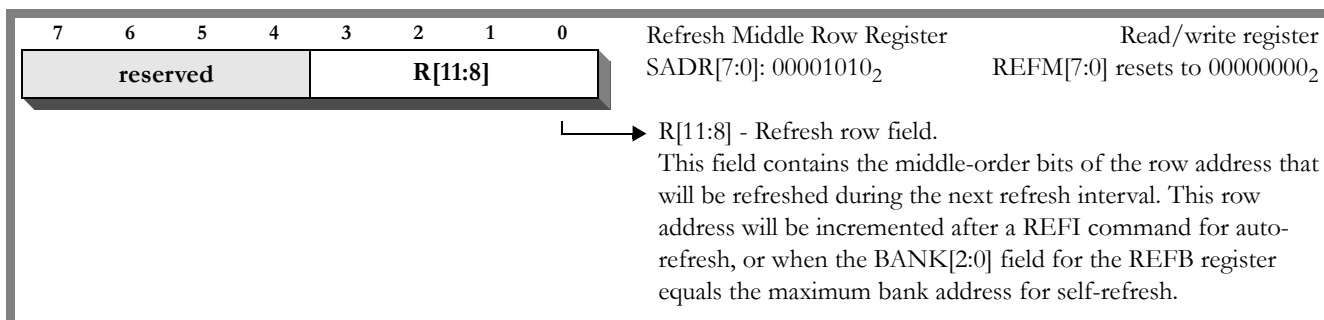 7 6 5 4 3 2 1 0
reserved R[11:8]
Refresh Middle Row Register Read/write register
SADR[7:0]: 00001010₂ REFM[7:0] resets to 00000000₂
R[11:8] - Refresh row field.
This field contains the middle-order bits of the row address that
will be refreshed during the next refresh interval. This row
address will be incremented after a REFI command for auto-
refresh, or when the BANK[2:0] field for the REFB register
equals the maximum bank address for self-refresh.